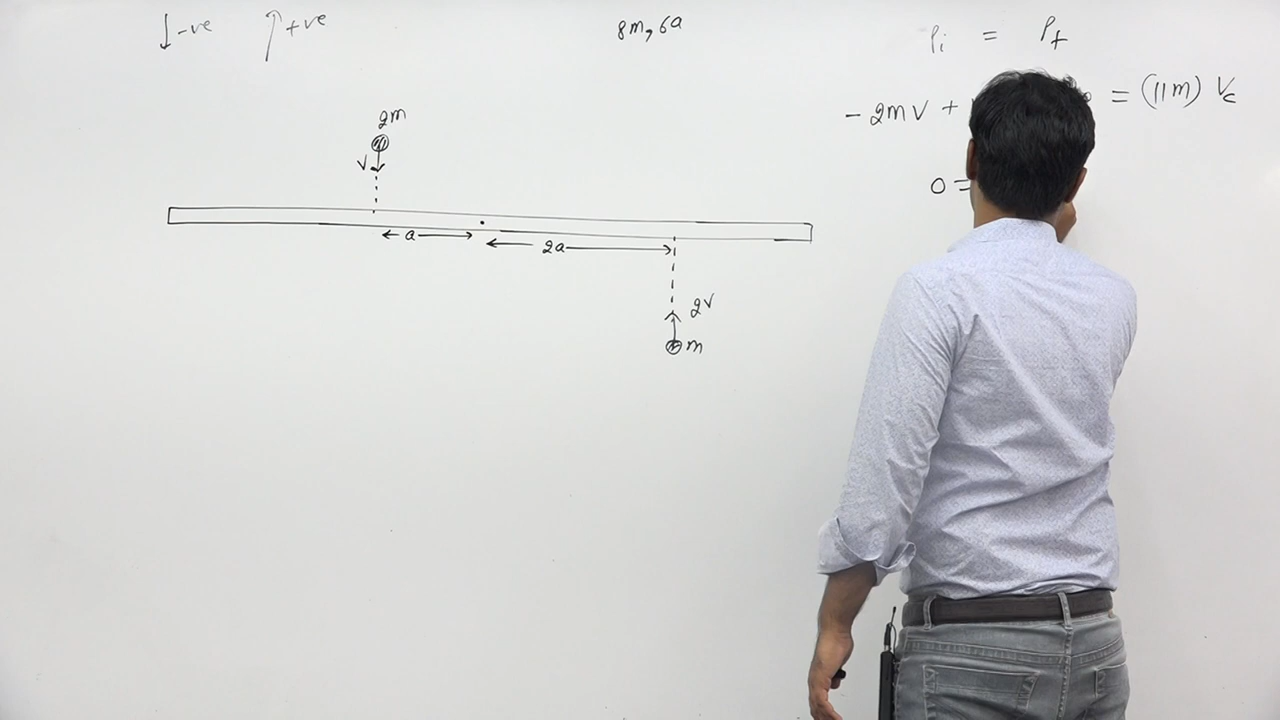 ↓ -ve ↑ +ve
8m, 6a
Pi = Pf
2m
- 2mV + = (11m) Vc
V
0 =
a
2a
2V
m